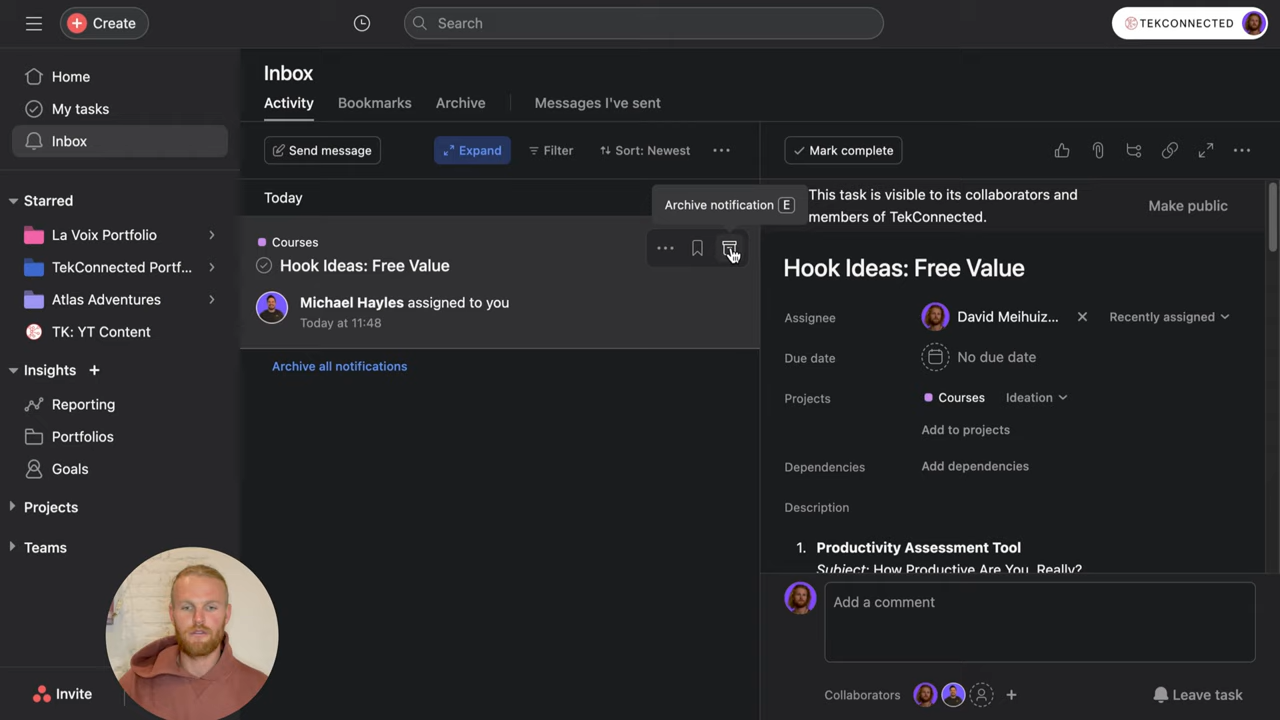 Create
Search
TEKCONNECTED
Home
My tasks
Inbox
Starred
La Voix Portfolio
TekConnected Portf...
Atlas Adventures
TK: YT Content
Insights
Reporting
Portfolios
Goals
Projects
Teams
Invite
Inbox
Activity
Bookmarks
Archive
Messages I've sent
Send message
Expand
Filter
Sort: Newest
Today
Archive notification E
Courses
Hook Ideas: Free Value
Michael Hayles assigned to you
Today at 11:48
Archive all notifications
Mark complete
This task is visible to its collaborators and
members of TekConnected.
Make public
Hook Ideas: Free Value
Assignee
David Meihuiz...
Recently assigned
Due date
No due date
Projects
Courses
Ideation
Add to projects
Dependencies
Add dependencies
Description
1. Productivity Assessment Tool
Subject: How Productive Are You, Really?
Add a comment
Collaborators
Leave task